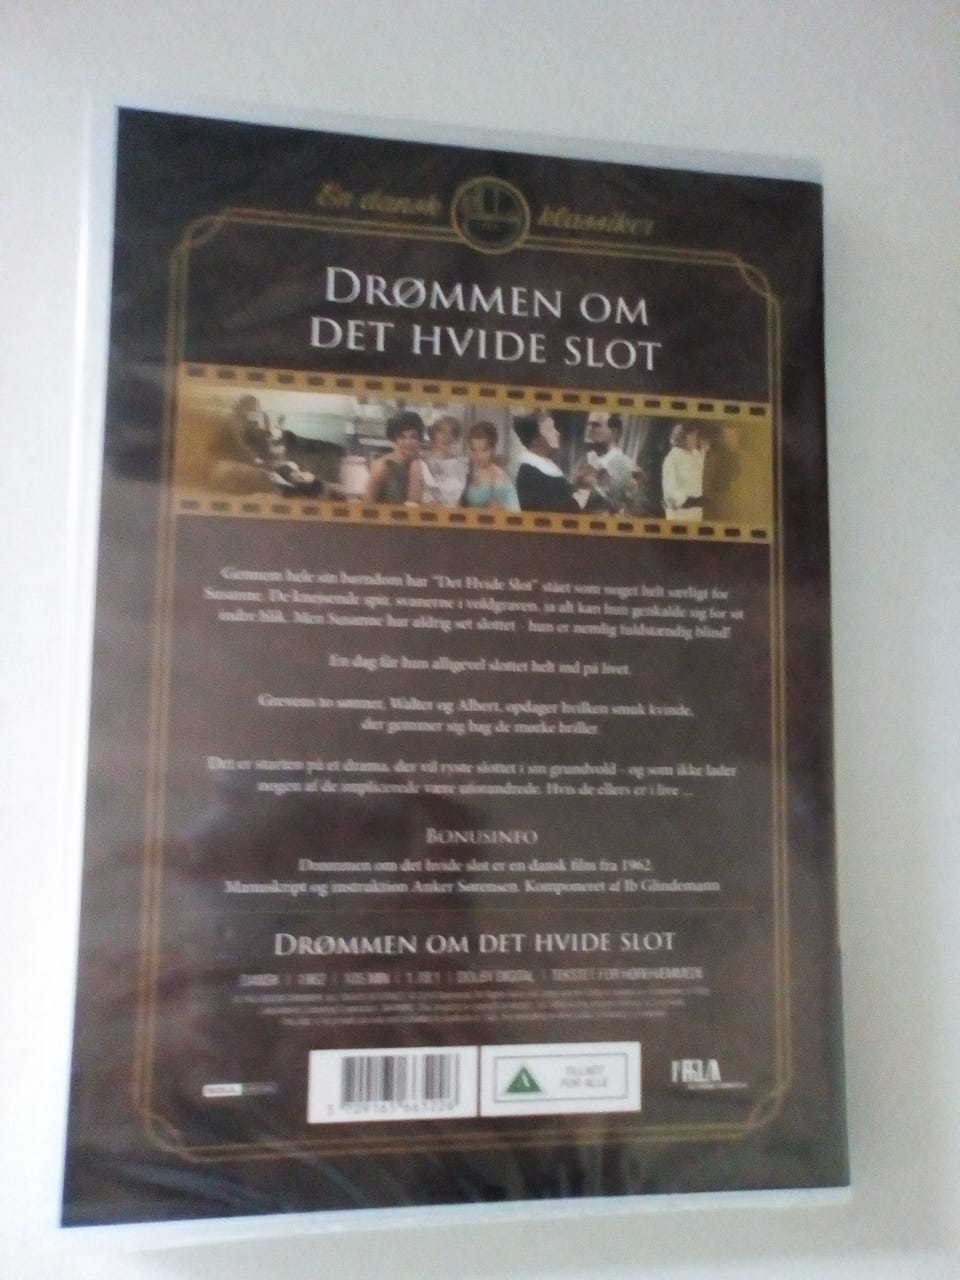 En dansk klassiker
DRØMMEN OM
DET HVIDE SLOT
Gennem hele sin barndom har "Det Hvide Slot" stået som noget helt særligt for
Susanne. De knejsende spir, svanerne i voldgraven, ja alt kan hun genkalde sig for sit
indre blik. Men Susanne har aldrig set slottet - hun er nemlig fuldstændig blind!
En dag får hun alligevel slottet helt ind på livet.
Grevens to sønner, Walter og Albert, opdager hvilken smuk kvinde,
der gemmer sig bag de mørke briller.
Det er starten på et drama, der vil ryste slottet i sin grundvold - og som ikke lader
nogen af de implicerede være uforandrede. Hvis de ellers er i live ...
BONUSINFO
Drømmen om det hvide slot er en dansk film fra 1962.
Manuskript og instruktion Anker Sørensen. Komponeret af Ib Glindemann
DRØMMEN OM DET HVIDE SLOT
DANSK | 1962 | 105 MIN | 1.78:1 | DOLBY DIGITAL | TEKSTET FOR HØREHÆMMEDE
A TILLADT
FOR ALLE